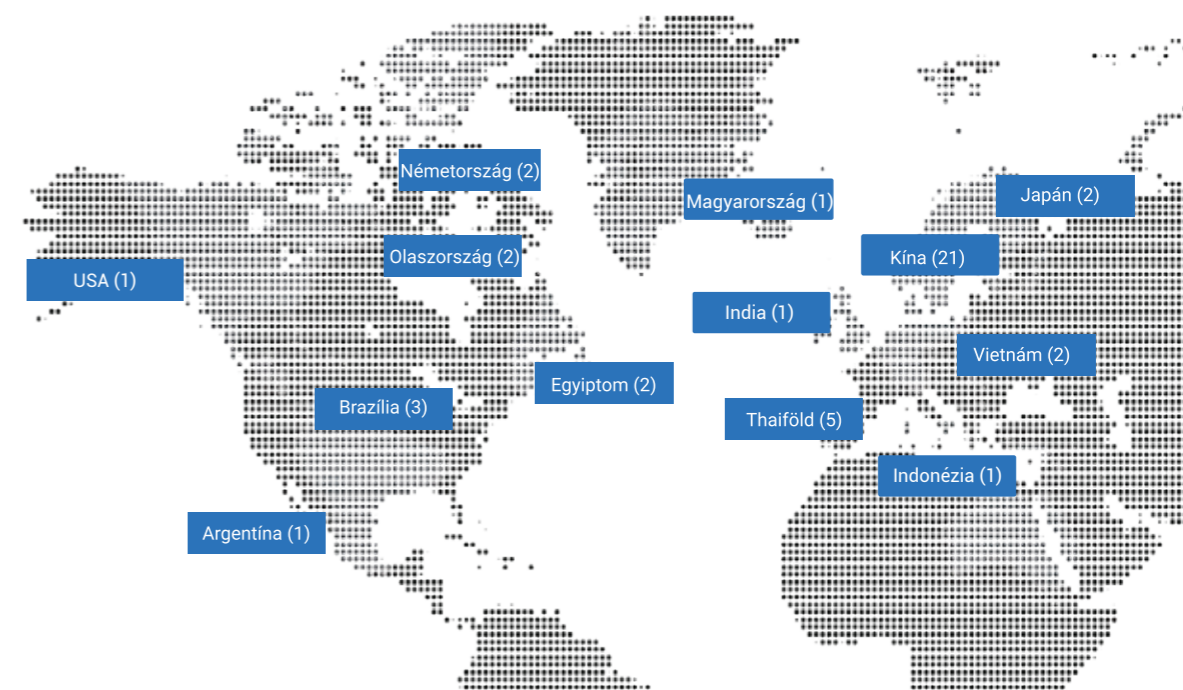 Németország (2)
Magyarország (1)
Japán (2)
Olaszország (2)
Kína (21)
USA (1)
India (1)
Vietnám (2)
Egyiptom (2)
Brazília (3)
Thaiföld (5)
Indonézia (1)
Argentína (1)